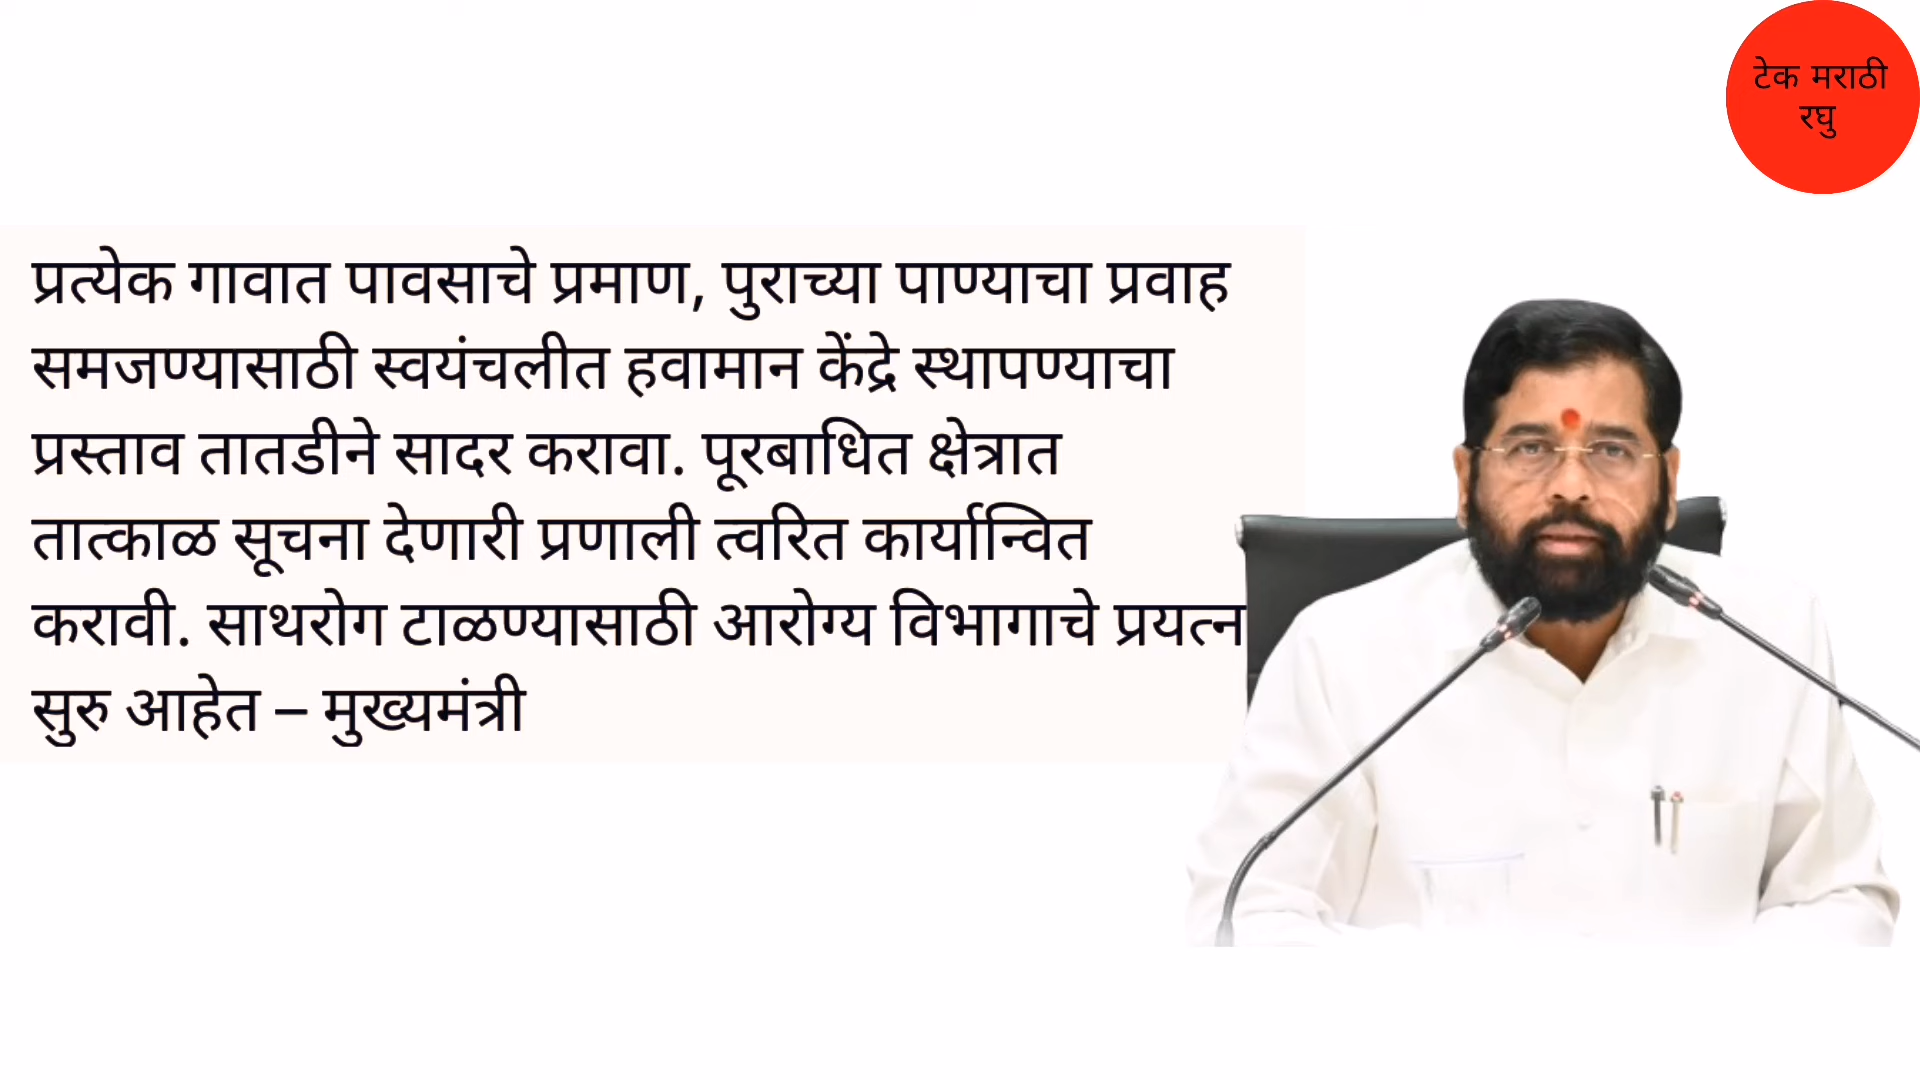 टेक मराठी
रघु
प्रत्येक गावात पावसाचे प्रमाण, पुराच्या पाण्याचा प्रवाह
समजण्यासाठी स्वयंचलीत हवामान केंद्रे स्थापण्याचा
प्रस्ताव तातडीने सादर करावा. पूरबाधित क्षेत्रात
तात्काळ सूचना देणारी प्रणाली त्वरित कार्यान्वित
करावी. साथरोग टाळण्यासाठी आरोग्य विभागाचे प्रयत्न
सुरु आहेत – मुख्यमंत्री